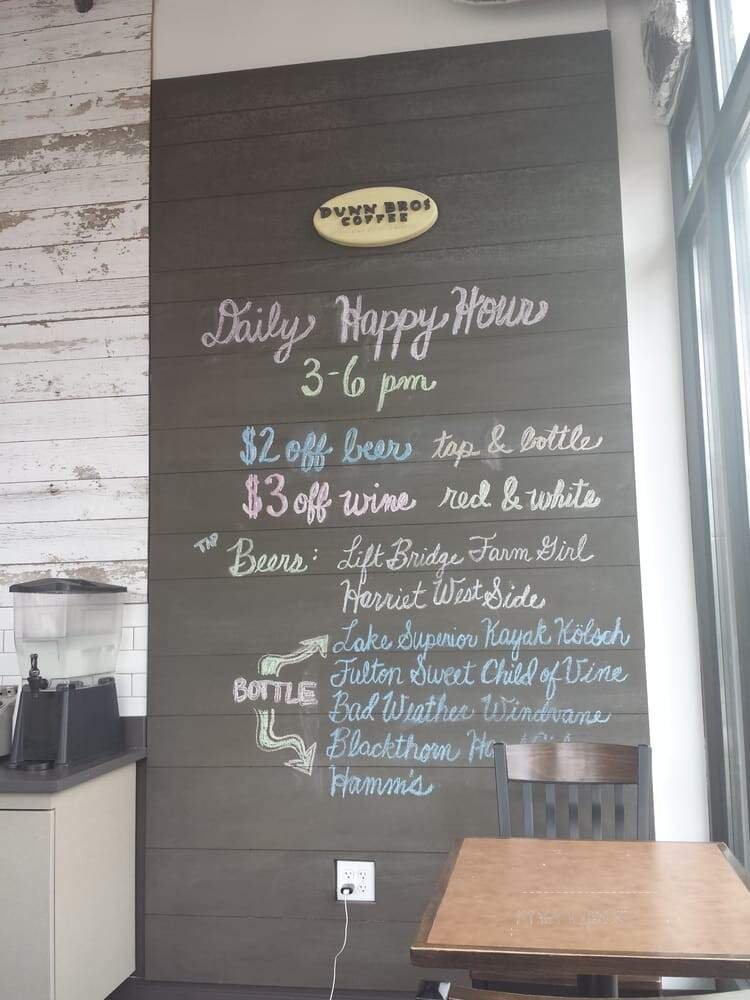 DUNN BROS
COFFEE
Daily Happy Hour
3-6 pm
$2 off beer tap & bottle
$3 off wine red & white
TAP Beers: Lift Bridge Farm Girl
Harriet West Side
Lake Superior Kayak Kölsch
BOTTLE Fulton Sweet Child of Vine
Bad Weather Windvane
Blackthorn
Hamm's